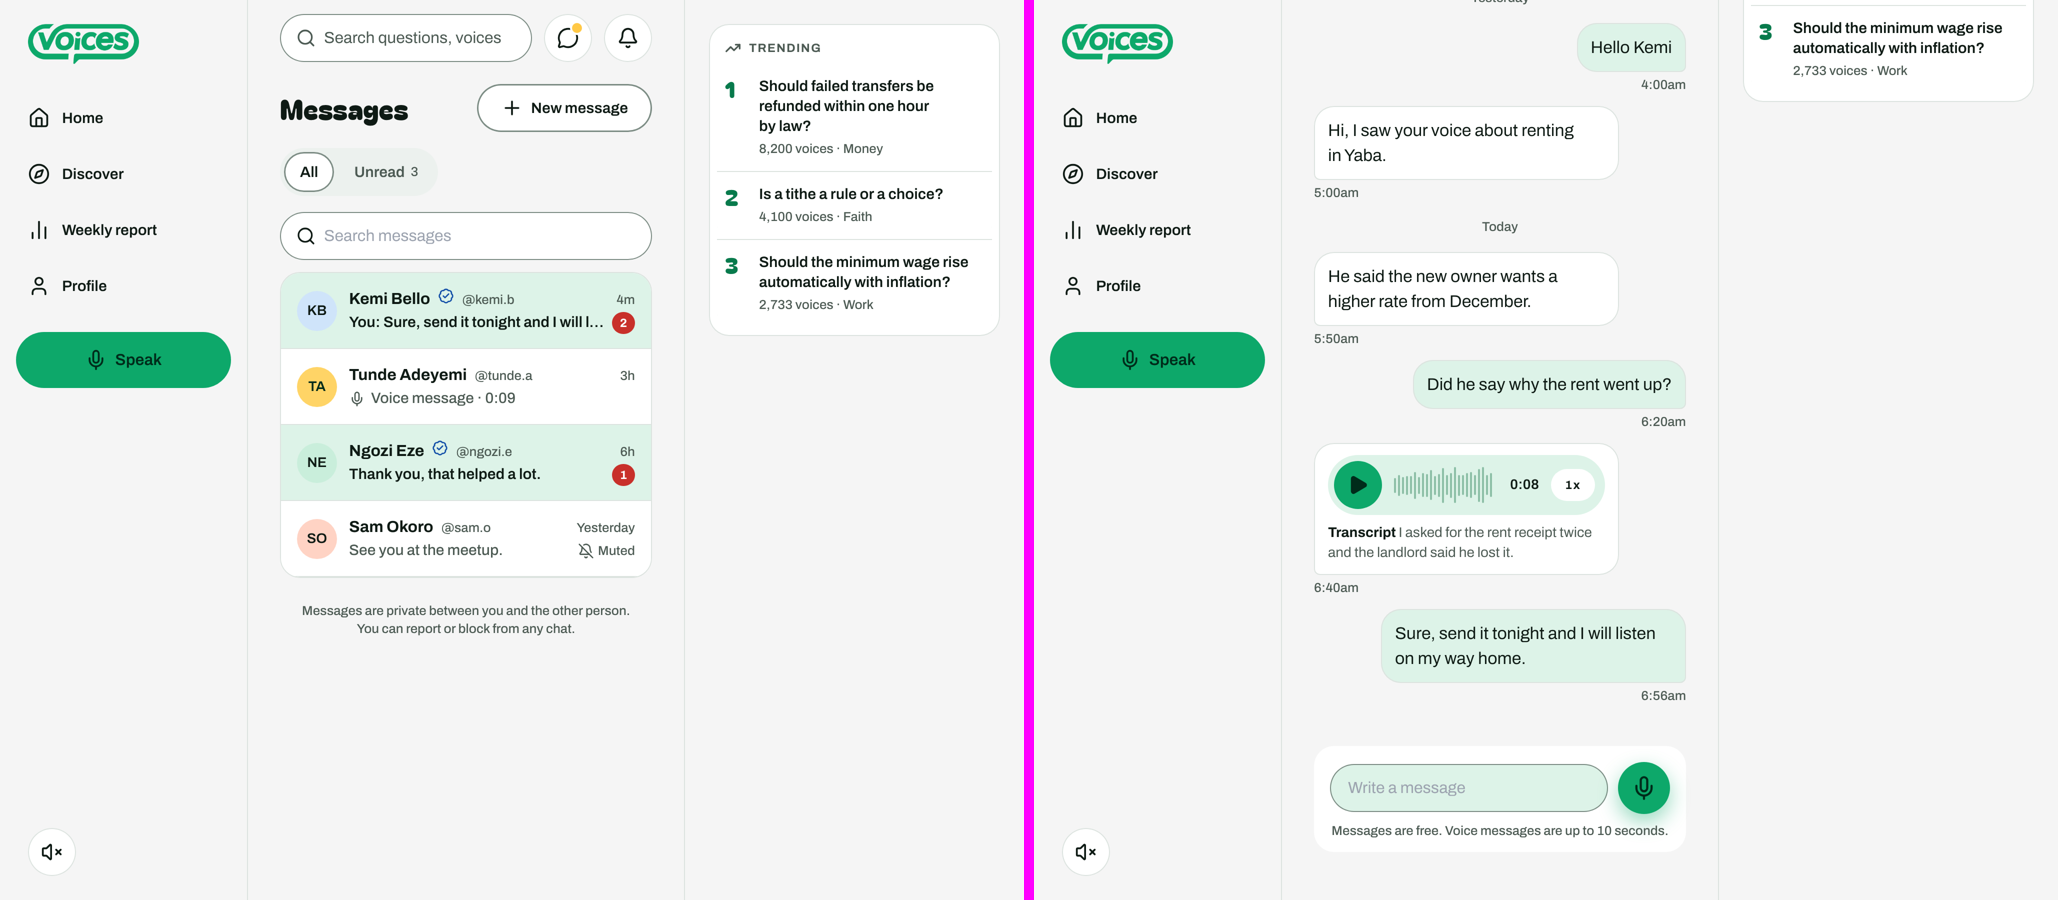 Voices
Home
Discover
Weekly report
Profile
Speak
Search questions, voices
Messages
New message
All
Unread 3
Search messages
KB
Kemi Bello @kemi.b 4m
You: Sure, send it tonight and I will l... 2
TA
Tunde Adeyemi @tunde.a 3h
Voice message · 0:09
NE
Ngozi Eze @ngozi.e 6h
Thank you, that helped a lot. 1
SO
Sam Okoro @sam.o Yesterday
See you at the meetup. Muted
Messages are private between you and the other person.
You can report or block from any chat.
TRENDING
1 Should failed transfers be
refunded within one hour
by law?
8,200 voices · Money
2 Is a tithe a rule or a choice?
4,100 voices · Faith
3 Should the minimum wage rise
automatically with inflation?
2,733 voices · Work
Voices
Home
Discover
Weekly report
Profile
Speak
Yesterday
Hello Kemi
4:00am
Hi, I saw your voice about renting
in Yaba.
5:00am
Today
He said the new owner wants a
higher rate from December.
5:50am
Did he say why the rent went up?
6:20am
0:08 1x
Transcript I asked for the rent receipt twice
and the landlord said he lost it.
6:40am
Sure, send it tonight and I will listen
on my way home.
6:56am
Write a message
Messages are free. Voice messages are up to 10 seconds.
3 Should the minimum wage rise
automatically with inflation?
2,733 voices · Work